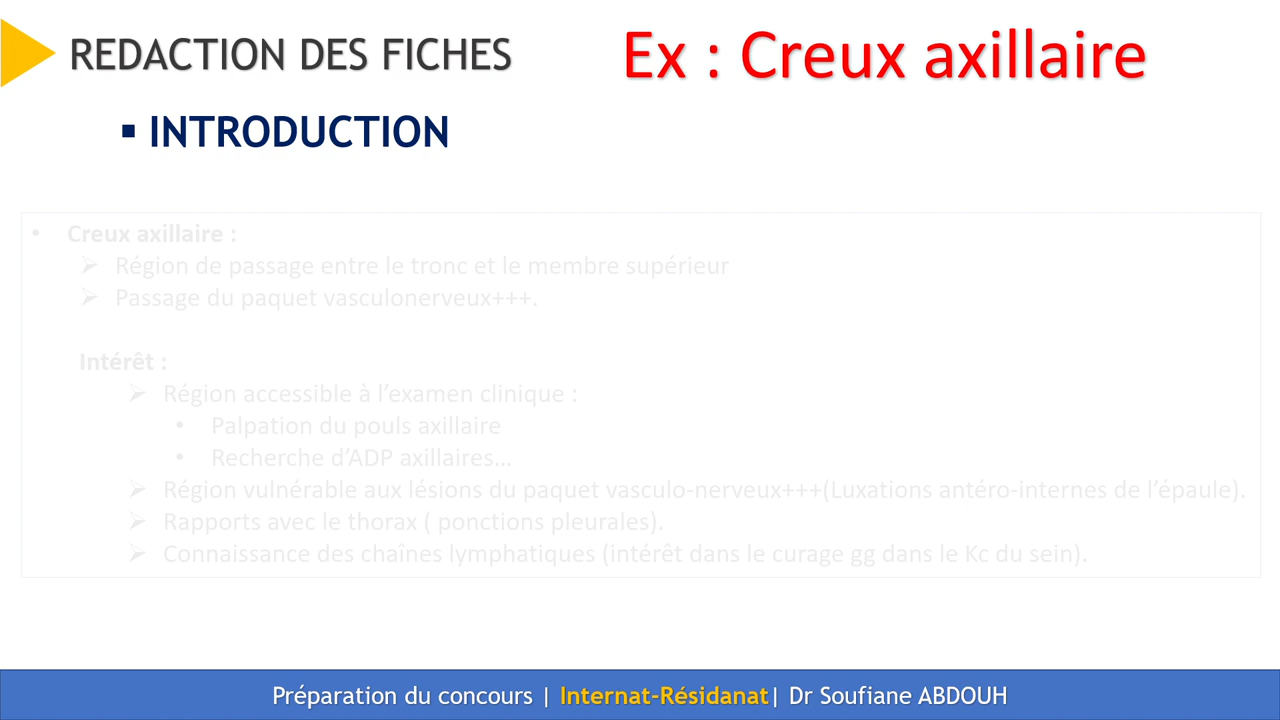 REDACTION DES FICHES
Ex : Creux axillaire
▪ INTRODUCTION
• Creux axillaire :
➢ Région de passage entre le tronc et le membre supérieur
➢ Passage du paquet vasculonerveux+++.
Intérêt :
➢ Région accessible à l’examen clinique :
• Palpation du pouls axillaire
• Recherche d’ADP axillaires…
➢ Région vulnérable aux lésions du paquet vasculo-nerveux+++(Luxations antéro-internes de l’épaule).
➢ Rapports avec le thorax ( ponctions pleurales).
➢ Connaissance des chaînes lymphatiques (intérêt dans le curage gg dans le Kc du sein).
Préparation du concours | Internat-Résidanat| Dr Soufiane ABDOUH